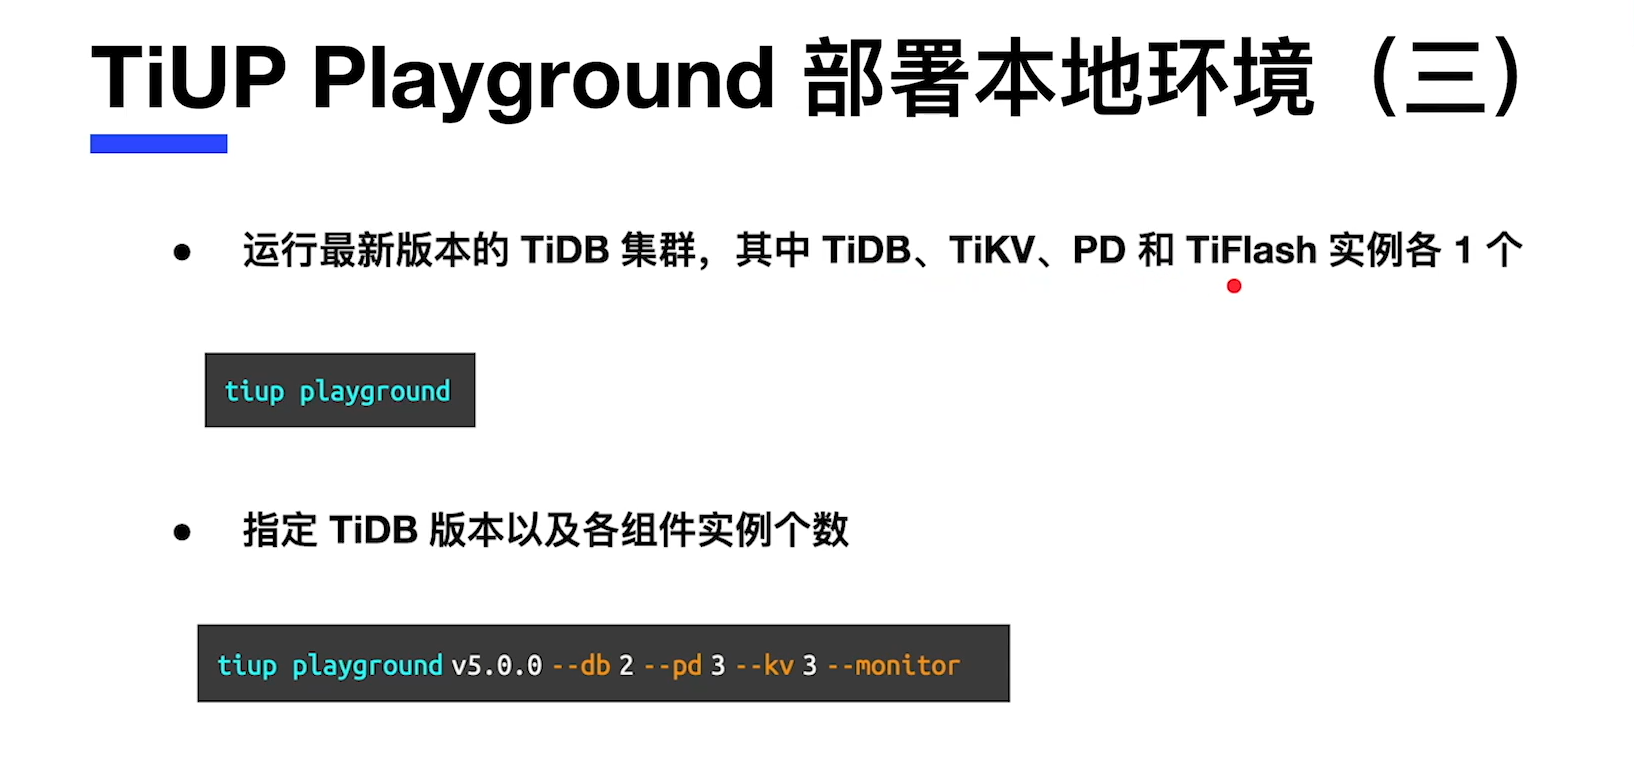 TiUP Playground 部署本地环境（三）
● 运行最新版本的 TiDB 集群，其中 TiDB、TiKV、PD 和 TiFlash 实例各 1 个
tiup playground
● 指定 TiDB 版本以及各组件实例个数
tiup playground v5.0.0 --db 2 --pd 3 --kv 3 --monitor